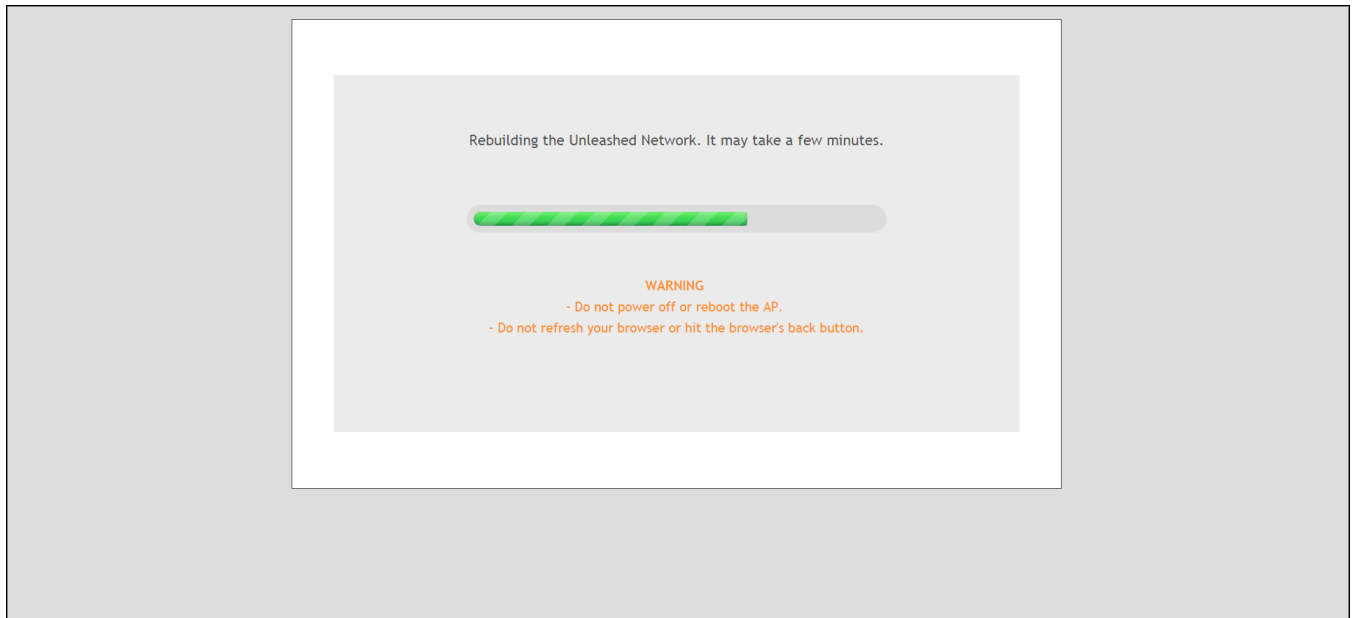 Rebuilding the Unleashed Network. It may take a few minutes.
WARNING
- Do not power off or reboot the AP.
- Do not refresh your browser or hit the browser's back button.